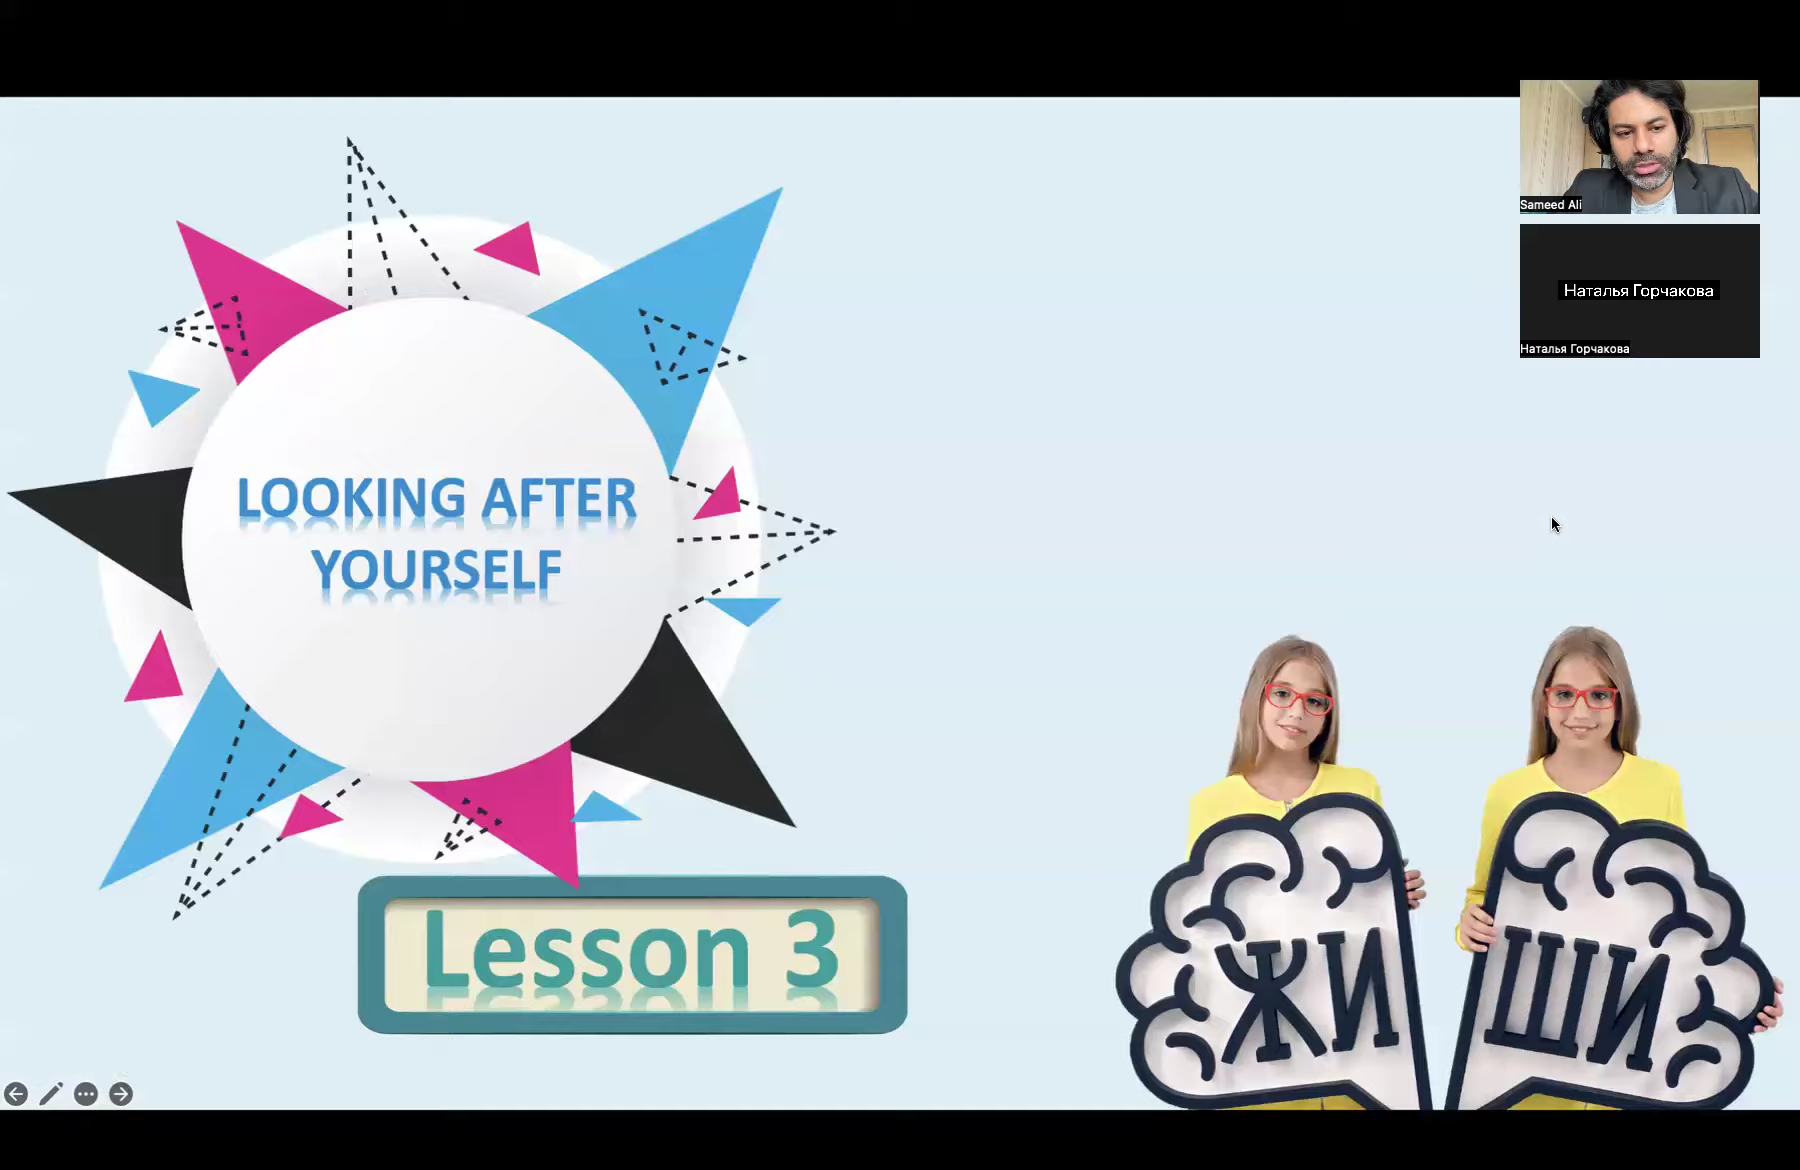 LOOKING AFTER
YOURSELF
Lesson 3
ЖИ
ШИ
Sameed Ali
Наталья Горчакова
Наталья Горчакова